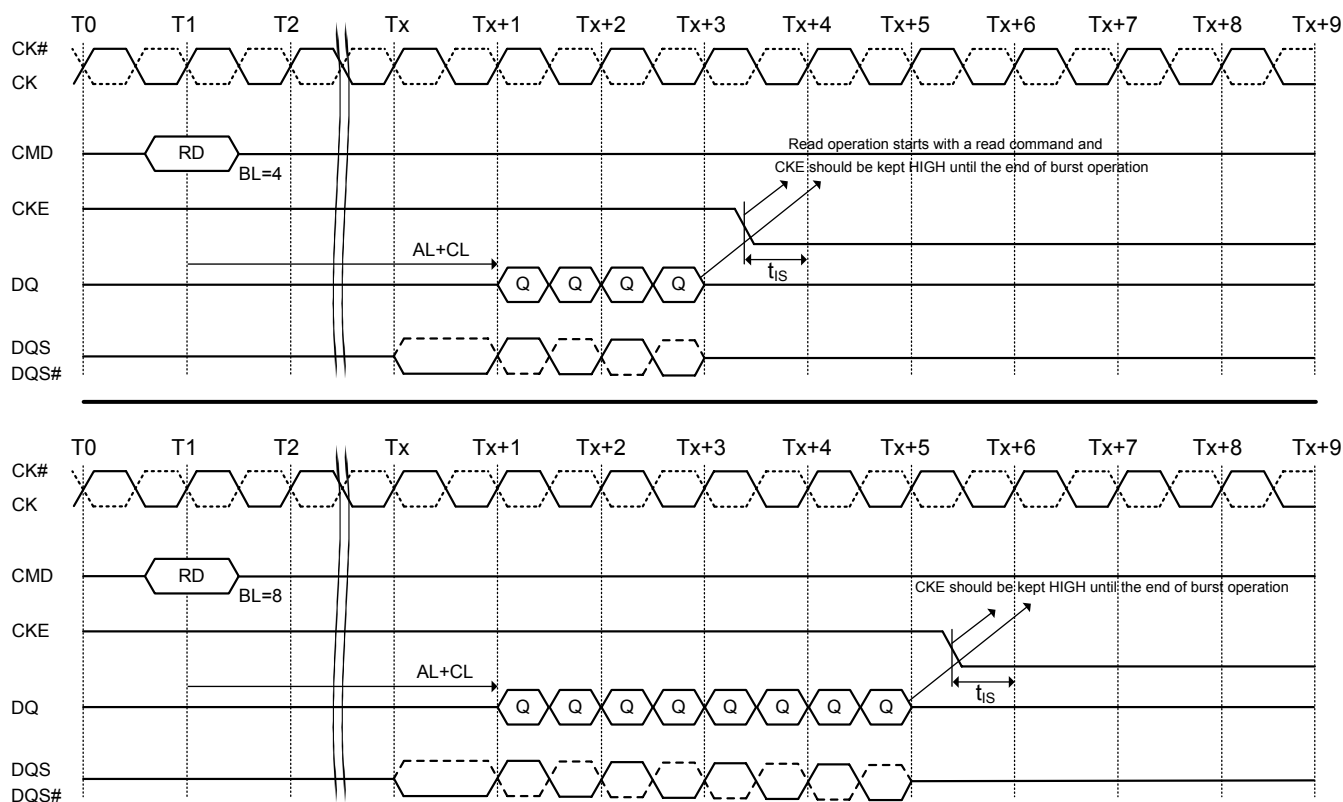 T0 T1 T2 Tx Tx+1 Tx+2 Tx+3 Tx+4 Tx+5 Tx+6 Tx+7 Tx+8 Tx+9
CK#
CK
CMD RD BL=4
Read operation starts with a read command and
CKE should be kept HIGH until the end of burst operation
CKE
AL+CL
tIS
DQ Q Q Q Q
DQS
DQS#
T0 T1 T2 Tx Tx+1 Tx+2 Tx+3 Tx+4 Tx+5 Tx+6 Tx+7 Tx+8 Tx+9
CK#
CK
CMD RD BL=8
CKE should be kept HIGH until the end of burst operation
CKE
AL+CL
tIS
DQ Q Q Q Q Q Q Q Q
DQS
DQS#